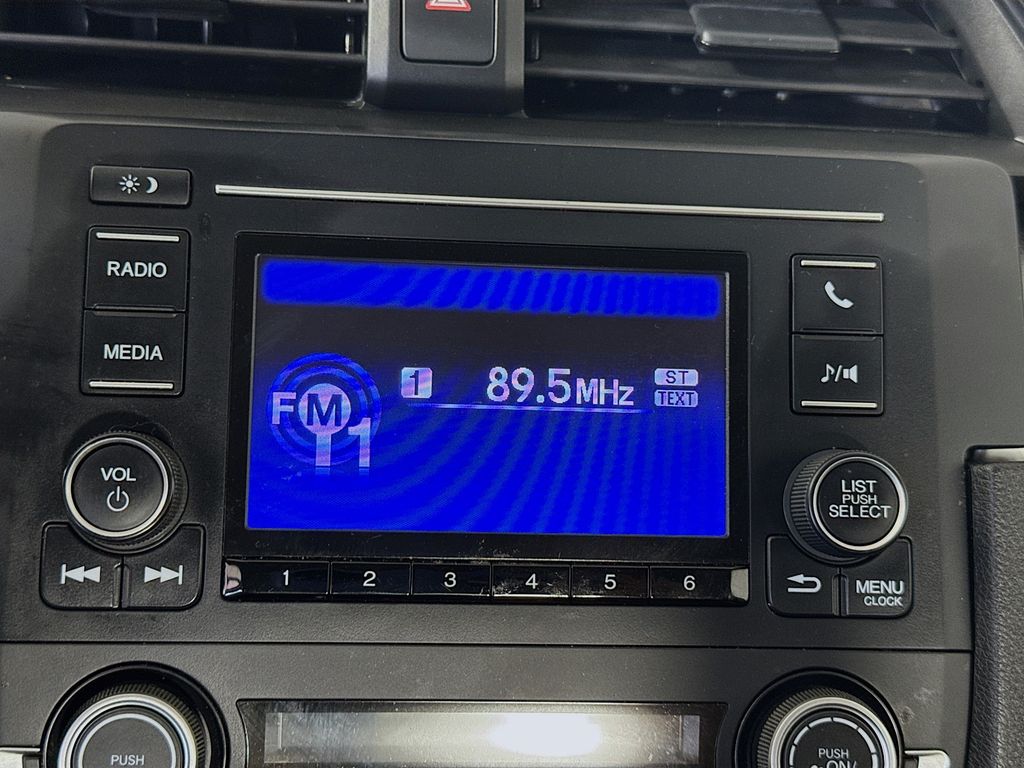 RADIO
MEDIA
VOL
FM
1
1
89.5MHz
ST
TEXT
LIST
PUSH
SELECT
MENU
CLOCK
1 2 3 4 5 6
PUSH
PUSH
ON/